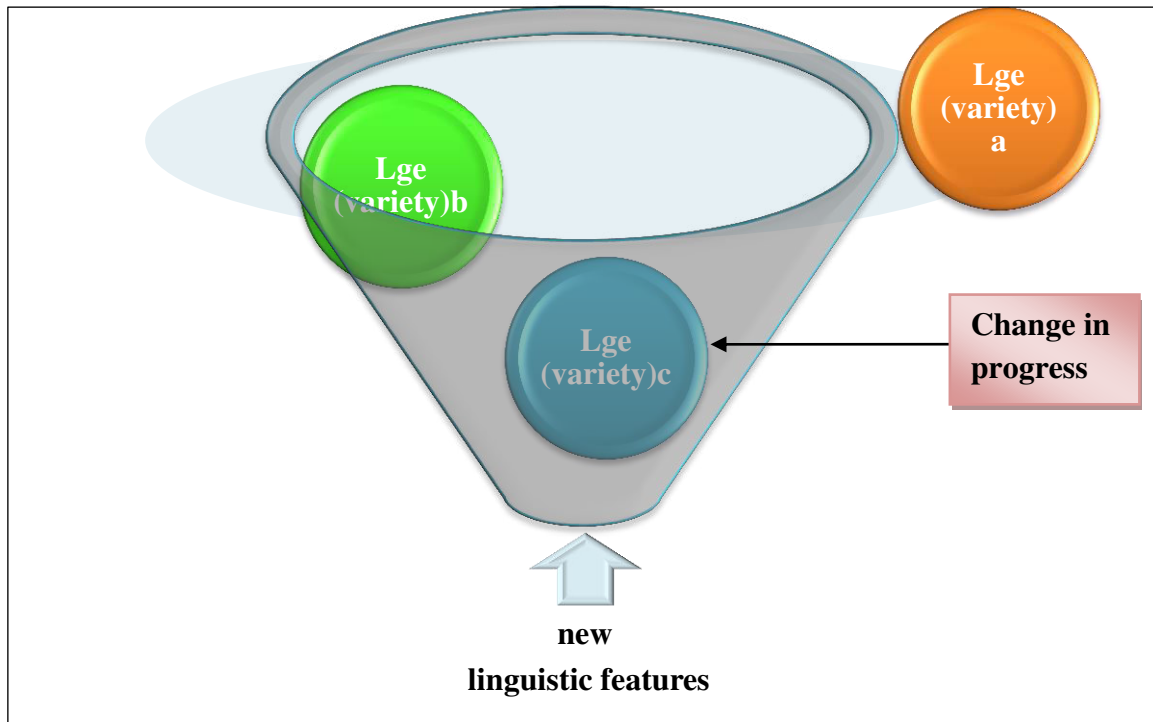 Lge
(variety)
a
Lge
(variety)b
Lge
(variety)c
Change in
progress
new
linguistic features